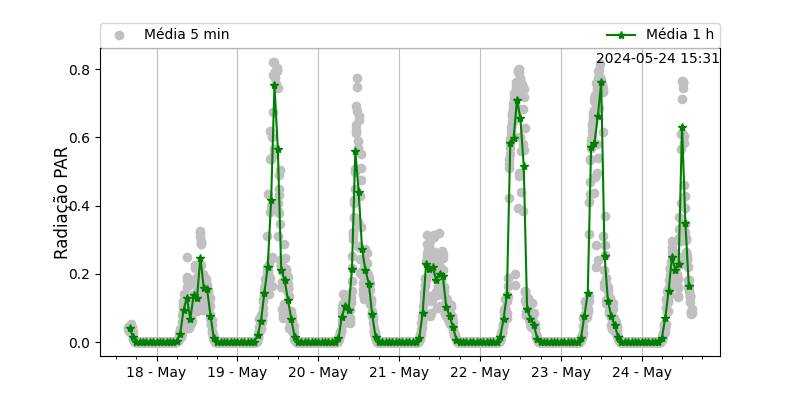 Média 5 min
Média 1 h
2024-05-24 15:31
Radiação PAR
0.8
0.6
0.4
0.2
0.0
18 - May
19 - May
20 - May
21 - May
22 - May
23 - May
24 - May